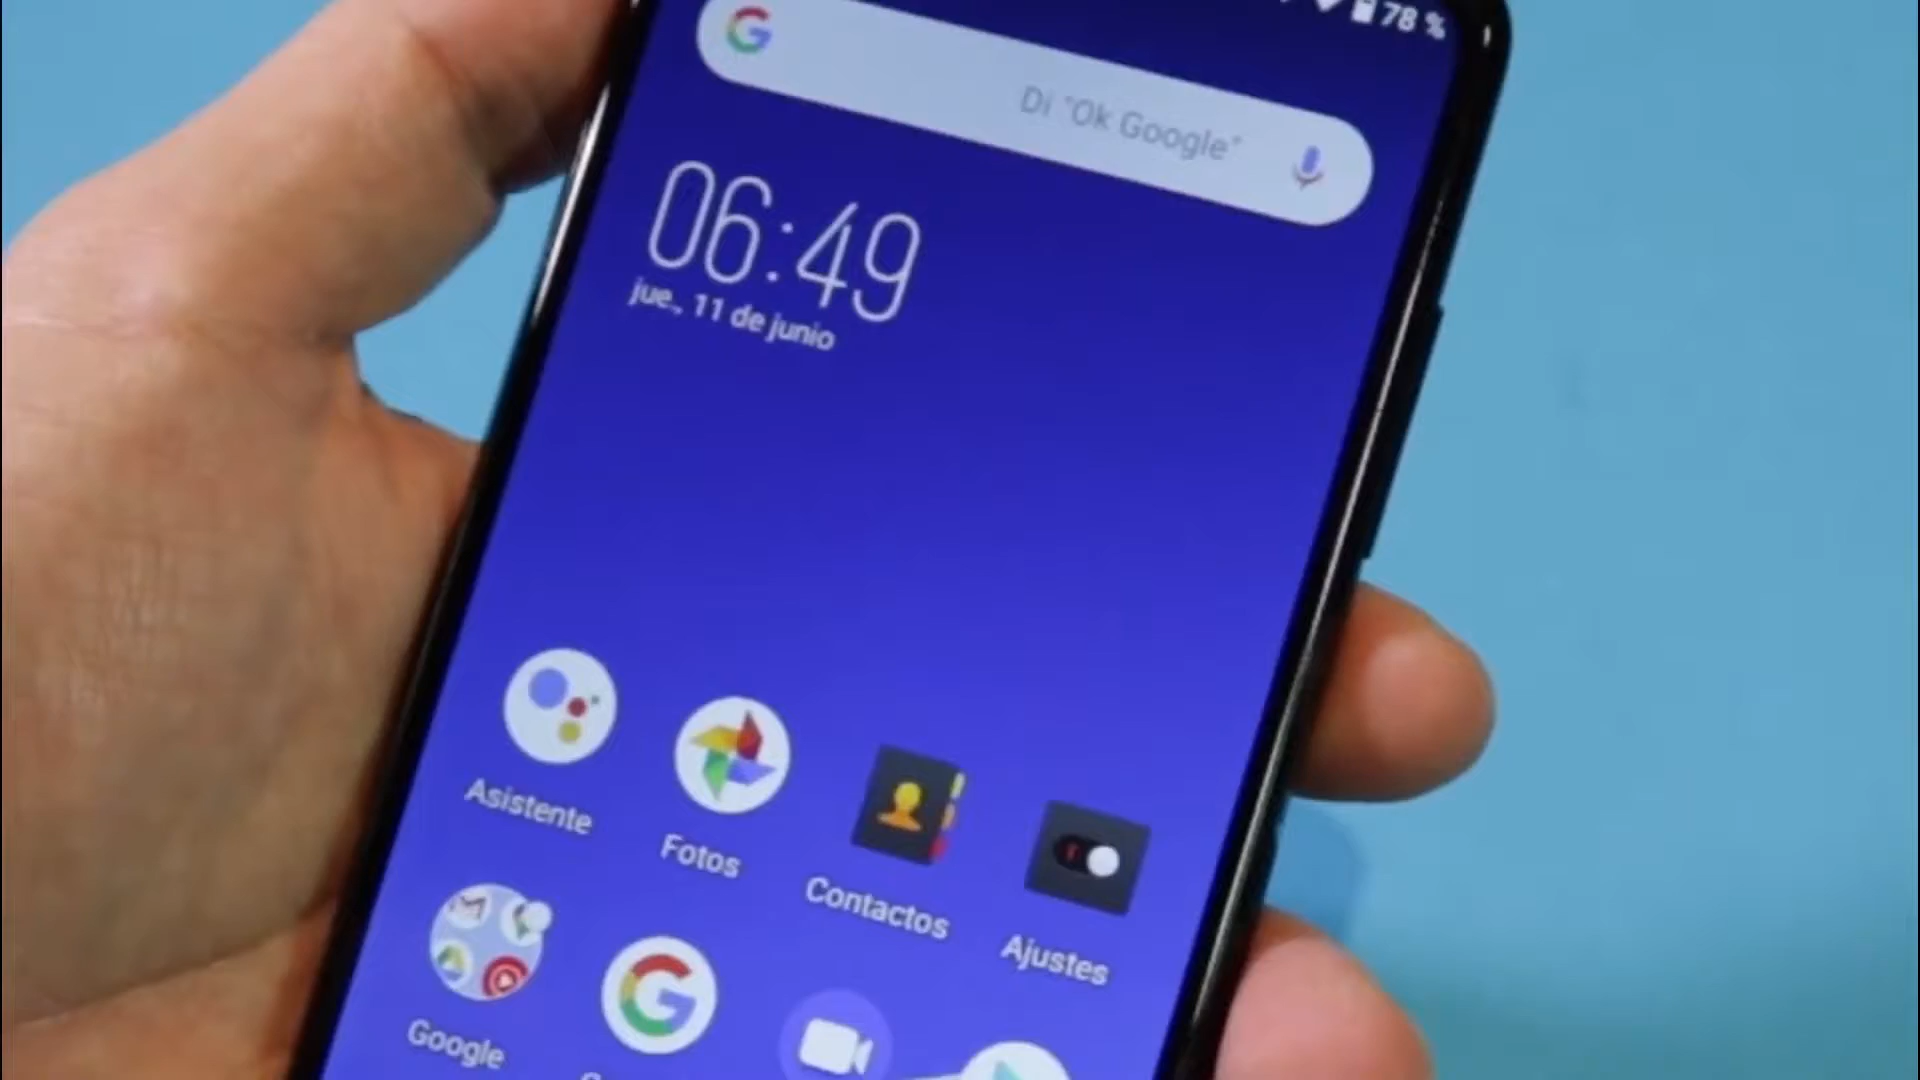 78 %
Di "Ok Google"
06:49
jue., 11 de junio
Asistente
Fotos
Contactos
Ajustes
Google